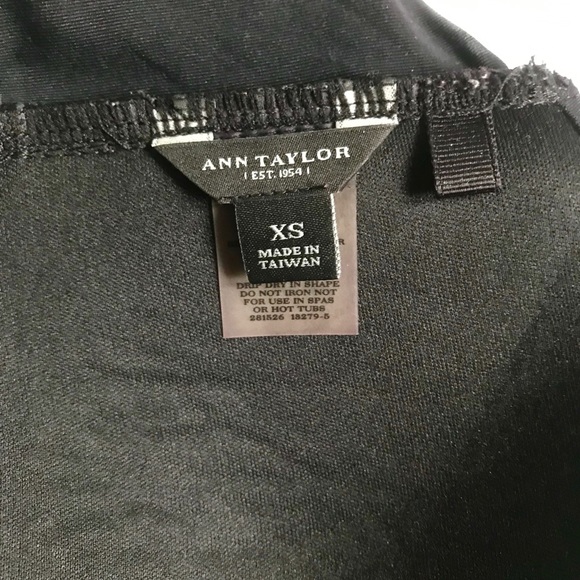 ANN TAYLOR
| EST. 1954 |
XS
MADE IN
TAIWAN
DRIP DRY IN SHAPE
DO NOT IRON NOT
FOR USE IN SPAS
OR HOT TUBS
281526 18279-5